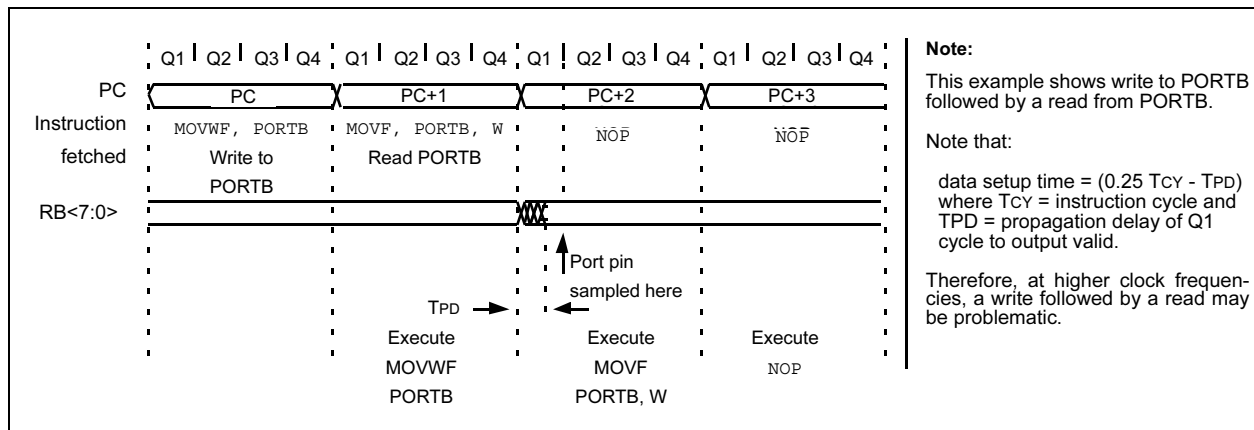 Q1 Q2 Q3 Q4 Q1 Q2 Q3 Q4 Q1 Q2 Q3 Q4 Q1 Q2 Q3 Q4
PC PC PC+1 PC+2 PC+3
Instruction MOVWF, PORTB MOVF, PORTB, W NOP NOP
fetched Write to Read PORTB
PORTB
RB<7:0>
Port pin
sampled here
TPD
Execute Execute Execute
MOVWF MOVF NOP
PORTB PORTB, W
Note:
This example shows write to PORTB
followed by a read from PORTB.
Note that:
data setup time = (0.25 TCY - TPD)
where TCY = instruction cycle and
TPD = propagation delay of Q1
cycle to output valid.
Therefore, at higher clock frequen-
cies, a write followed by a read may
be problematic.